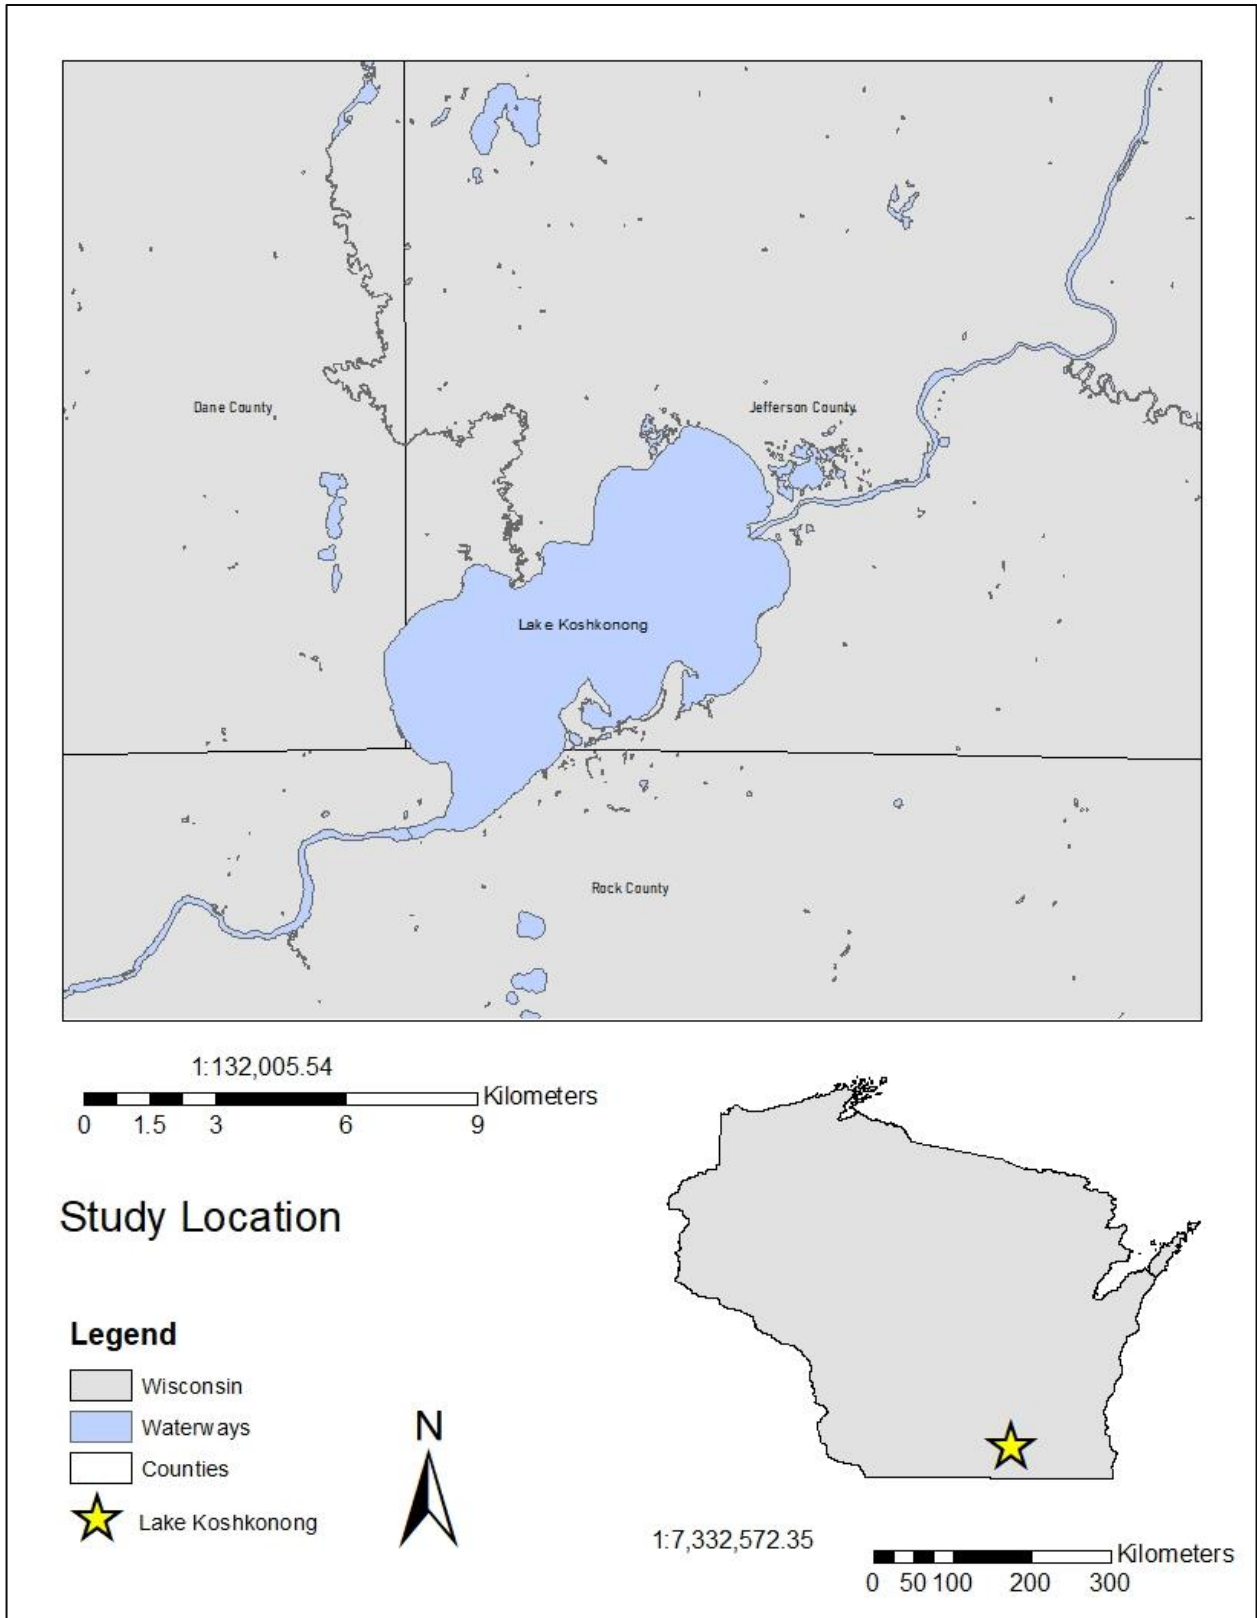 Dane County
Jefferson County
Lake Koshkonong
Rock County
1:132,005.54
Kilometers
0 1.5 3 6 9
Study Location
Legend
Wisconsin
Waterways
Counties
Lake Koshkonong
N
1:7,332,572.35
Kilometers
0 50 100 200 300